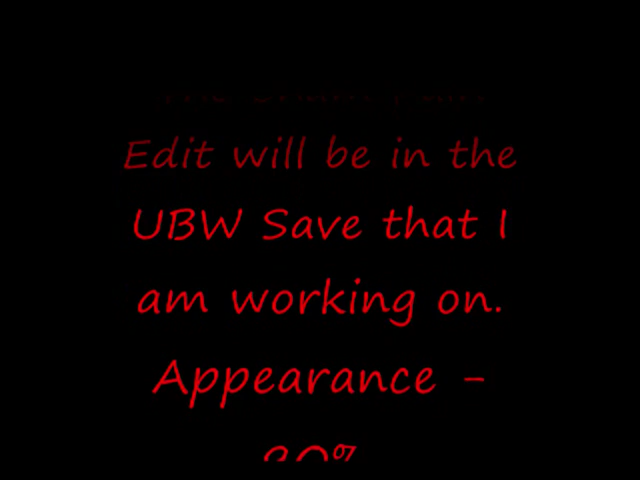 Edit will be in the
UBW Save that I
am working on.
Appearance -